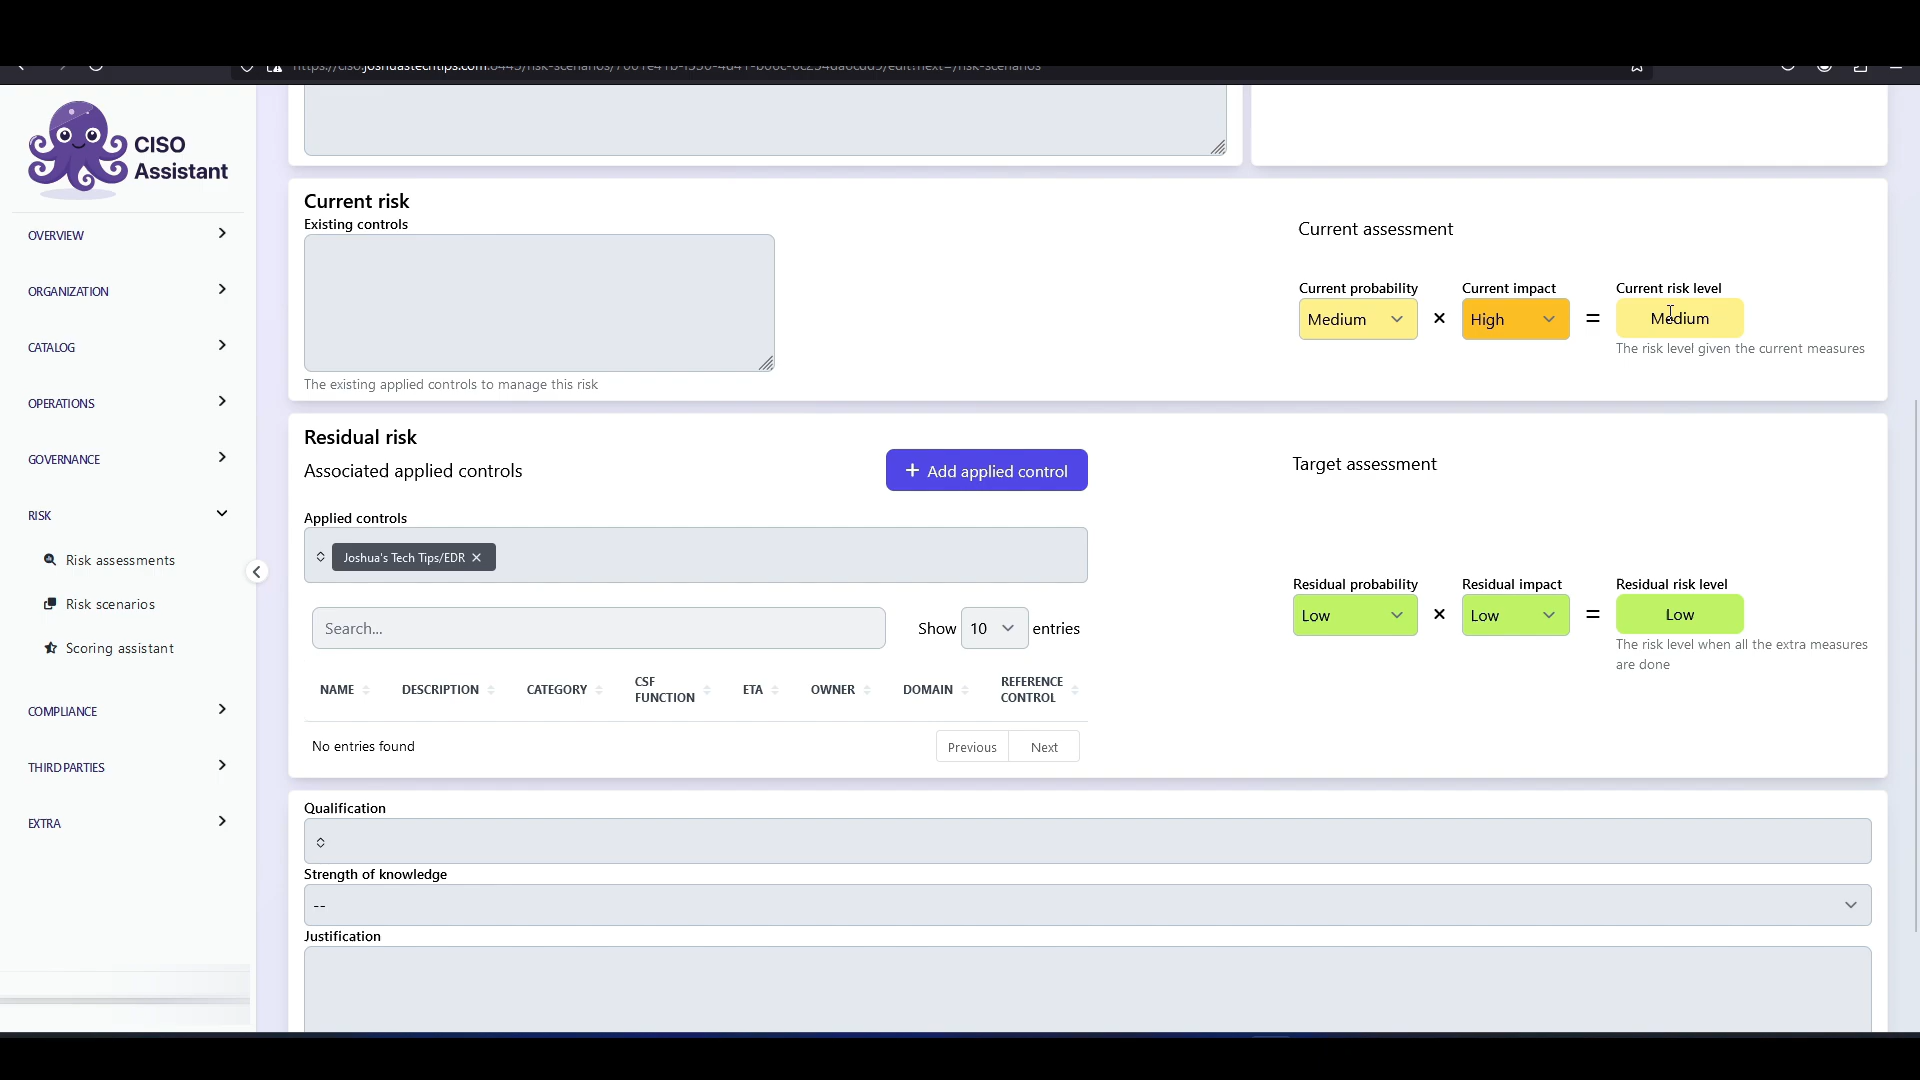 CISO
Assistant
OVERVIEW
ORGANIZATION
CATALOG
OPERATIONS
GOVERNANCE
RISK
Risk assessments
Risk scenarios
Scoring assistant
COMPLIANCE
THIRD PARTIES
EXTRA
Current risk
Existing controls
The existing applied controls to manage this risk
Current assessment
Current probability
Current impact
Current risk level
Medium
High
=
Medium
The risk level given the current measures
Residual risk
Associated applied controls
+ Add applied control
Applied controls
Joshua's Tech Tips/EDR
Search...
Show 10 entries
NAME DESCRIPTION CATEGORY CSF FUNCTION ETA OWNER DOMAIN REFERENCE CONTROL
No entries found
Previous
Next
Target assessment
Residual probability
Residual impact
Residual risk level
Low
Low
=
Low
The risk level when all the extra measures
are done
Qualification
Strength of knowledge
--
Justification